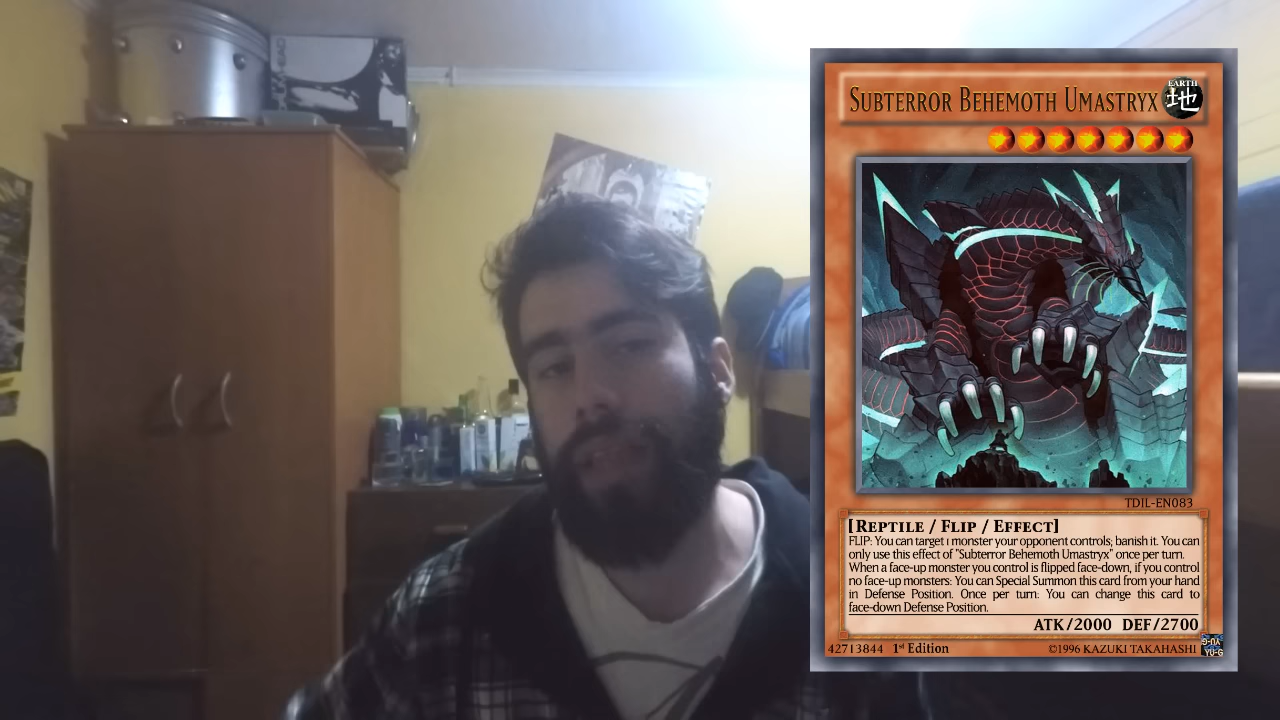 SUBTERROR BEHEMOTH UMASTRYX
EARTH
地
TDIL-EN083
[REPTILE / FLIP / EFFECT]
FLIP: You can target 1 monster your opponent controls; banish it. You can
only use this effect of "Subterror Behemoth Umastryx" once per turn.
When a face-up monster you control is flipped face-down, if you control
no face-up monsters: You can Special Summon this card from your hand
in Defense Position. Once per turn: You can change this card to
face-down Defense Position.
ATK/2000 DEF/2700
42713844 1st Edition
©1996 KAZUKI TAKAHASHI